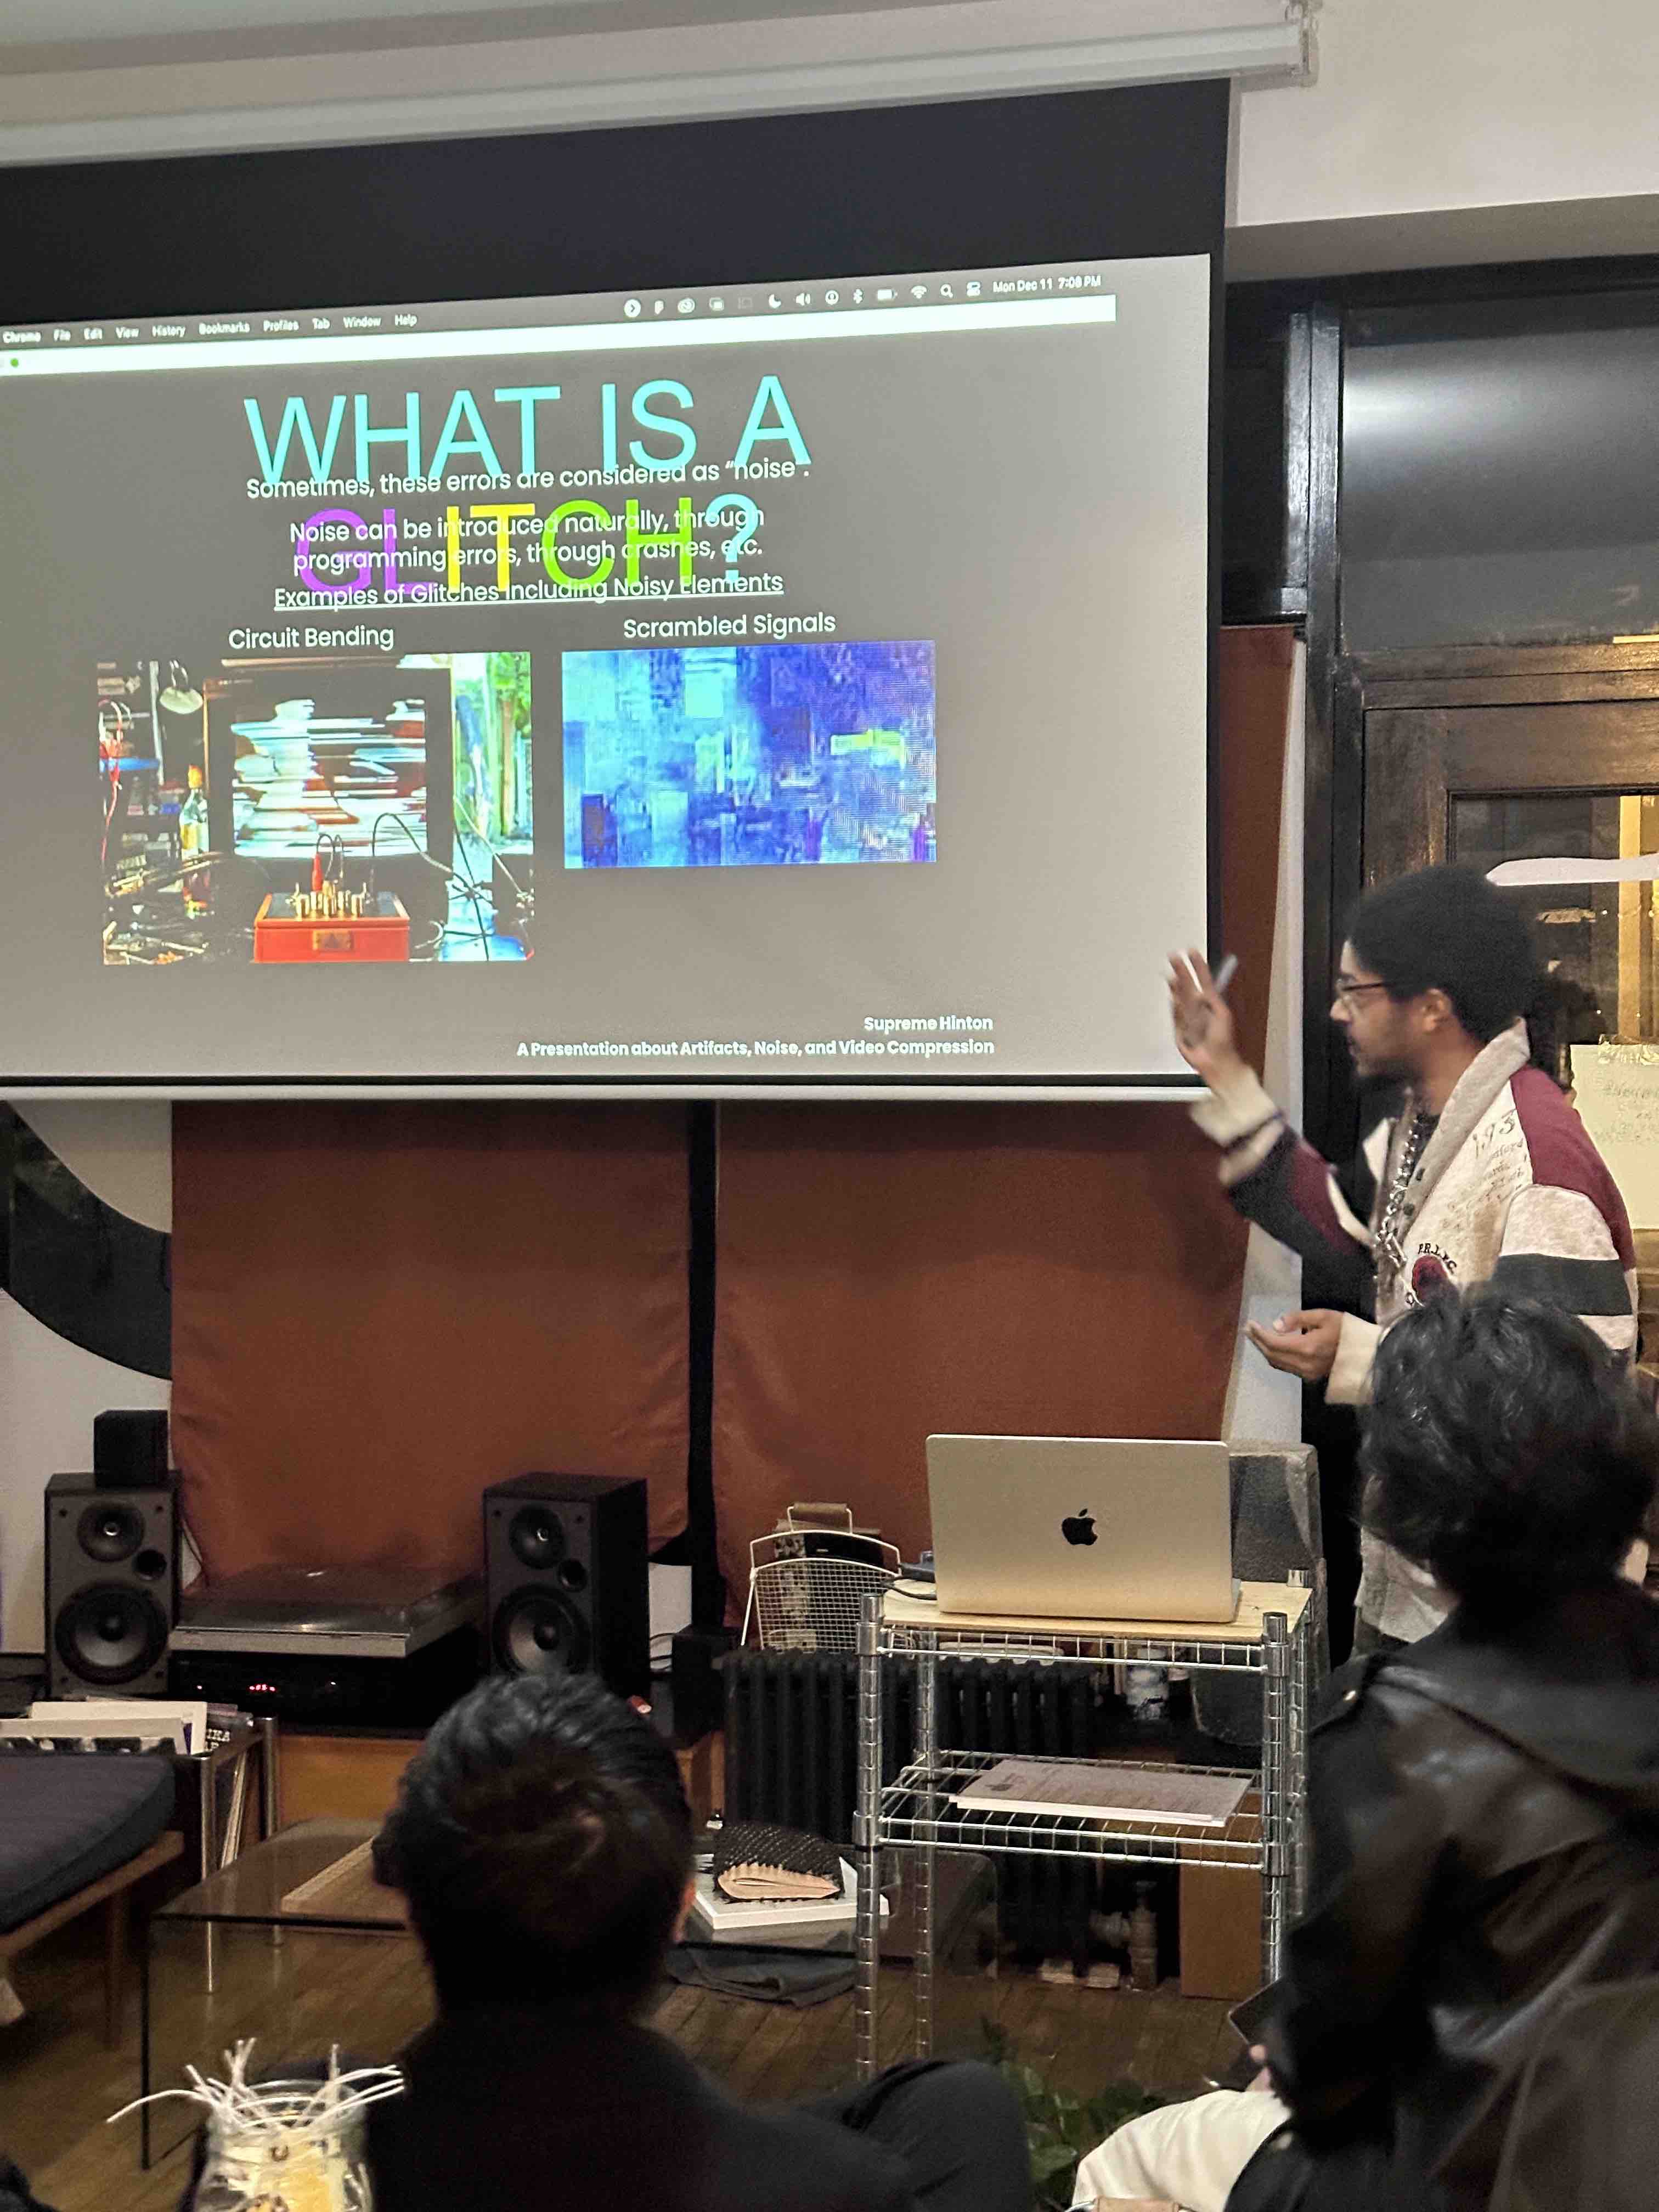 Chrome File Edit View History Bookmarks Profiles Tab Window Help Mon Dec 11 7:08 PM
WHAT IS A
Sometimes, these errors are considered as “noise”.
GLITCH?
Noise can be introduced naturally, through
programming errors, through crashes, etc.
Examples of Glitches Including Noisy Elements
Circuit Bending
Scrambled Signals
Supreme Hinton
A Presentation about Artifacts, Noise, and Video Compression
193